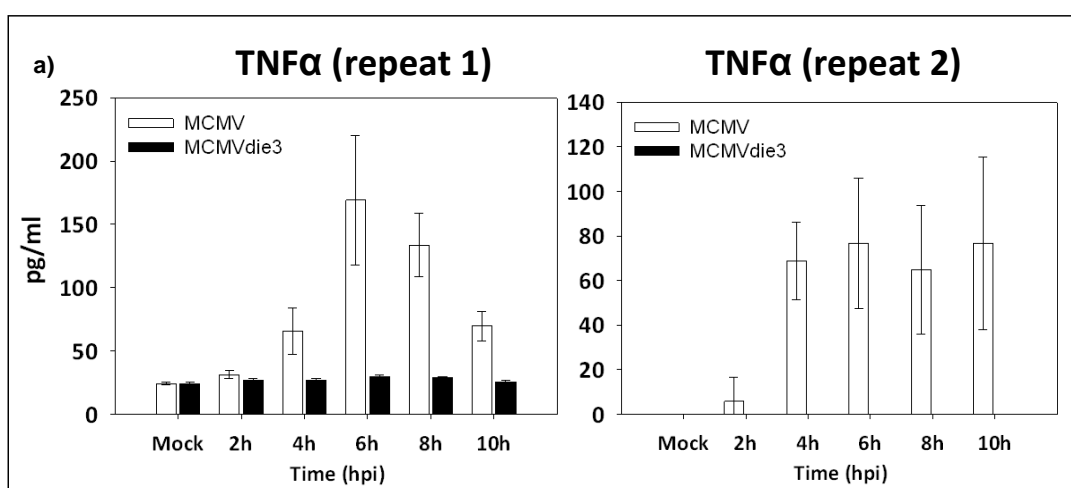 a)
TNFα (repeat 1)
250
200
150
100
50
0
pg/ml
MCMV
MCMVdie3
Mock 2h 4h 6h 8h 10h
Time (hpi)
TNFα (repeat 2)
140
120
100
80
60
40
20
0
MCMV
MCMVdie3
Mock 2h 4h 6h 8h 10h
Time (hpi)